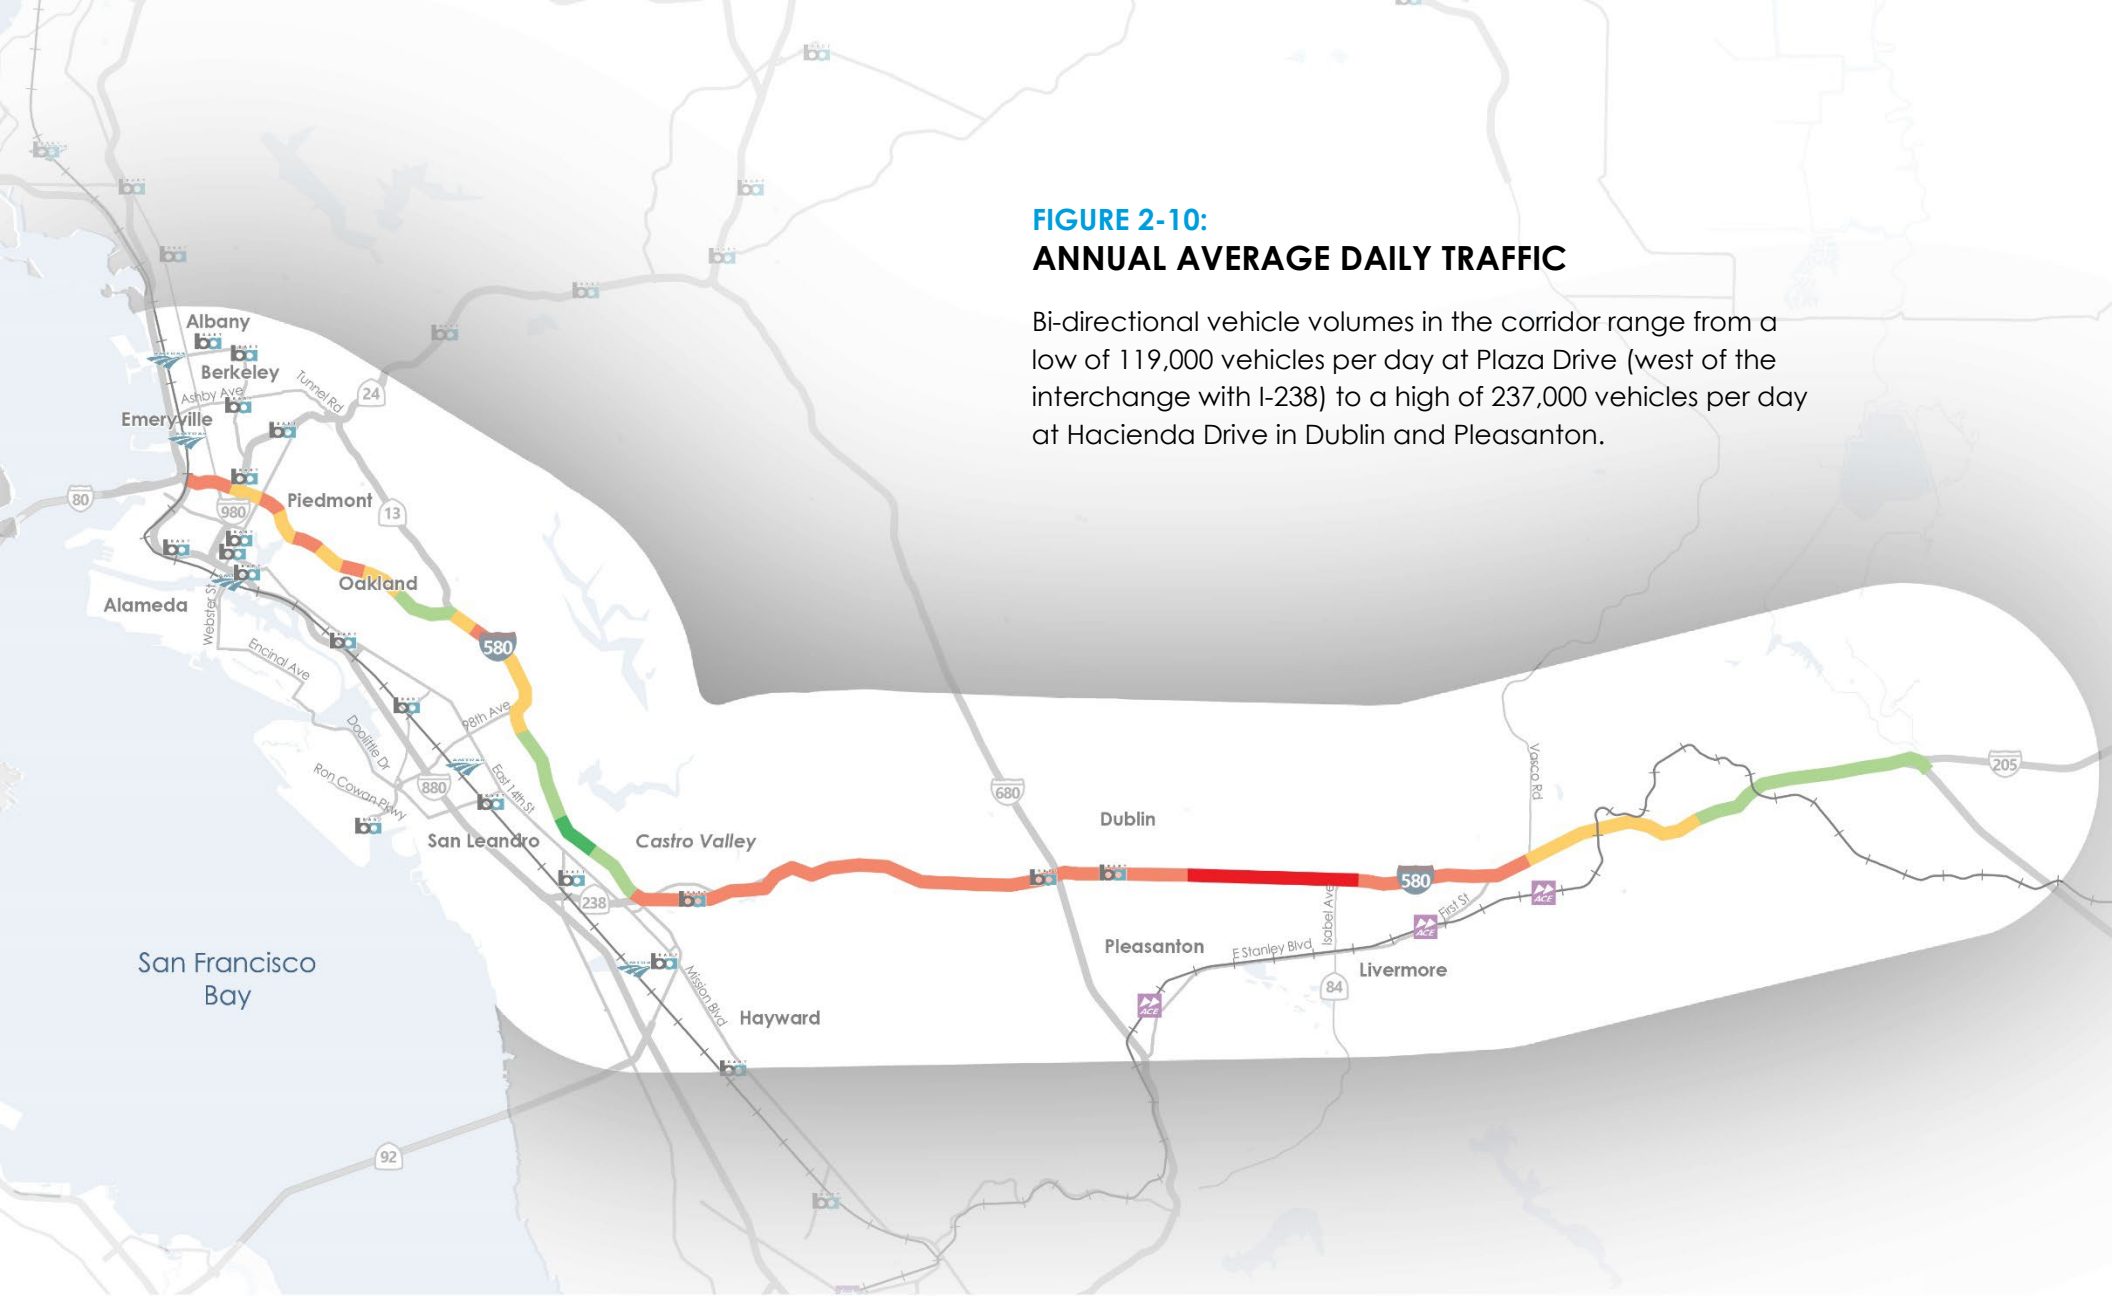 FIGURE 2-10:
ANNUAL AVERAGE DAILY TRAFFIC
Bi-directional vehicle volumes in the corridor range from a
low of 119,000 vehicles per day at Plaza Drive (west of the
interchange with I-238) to a high of 237,000 vehicles per day
at Hacienda Drive in Dublin and Pleasanton.
Albany
Berkeley
Tunnel Rd
24
Ashby Ave
Emeryville
80
980
Piedmont
13
Oakland
Alameda
Webster St
Encinal Ave
580
98th Ave
Doolittle Dr
Ron Cowan Pkwy
880
East 14th St
San Leandro
Castro Valley
238
680
Dublin
Vasco Rd
205
580
First St
ACE
ACE
Isabel Ave
E Stanley Blvd
Pleasanton
Livermore
84
ACE
San Francisco
Bay
Mission Blvd
Hayward
92